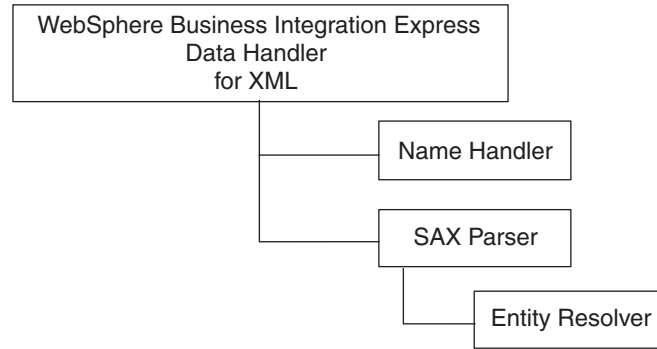 WebSphere Business Integration Express
Data Handler
for XML
Name Handler
SAX Parser
Entity Resolver